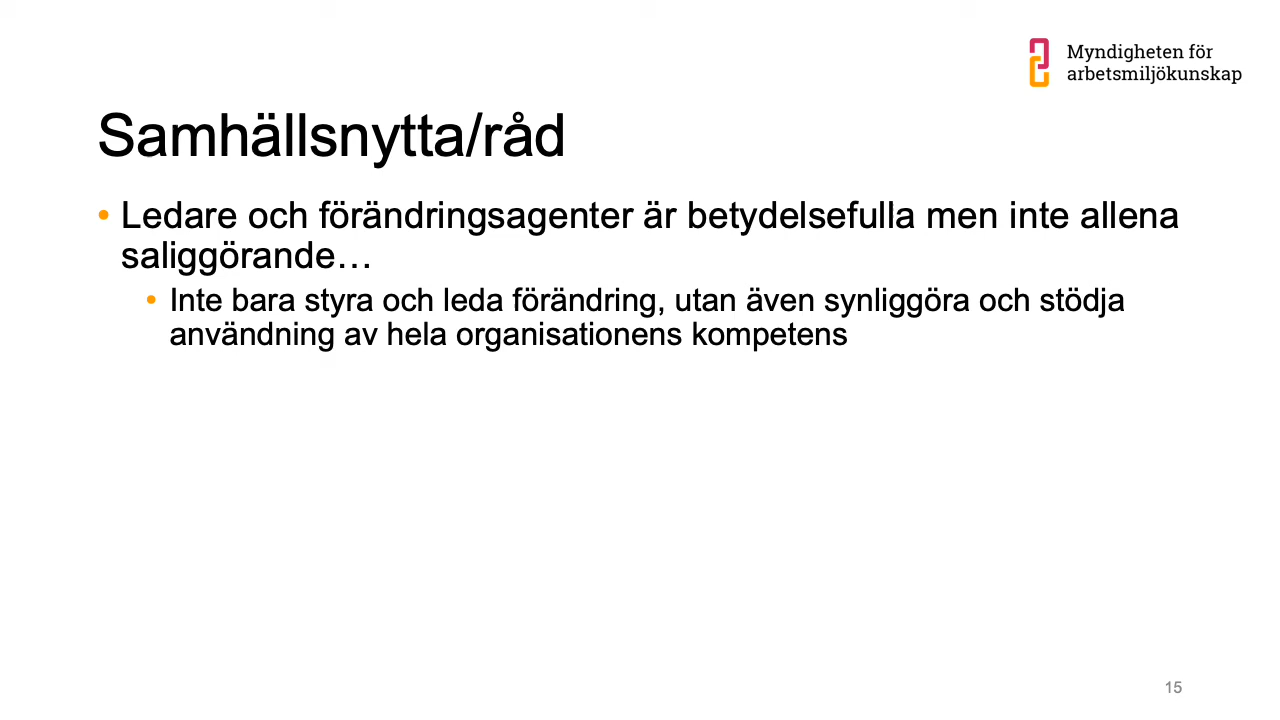 Myndigheten för
arbetsmiljökunskap
Samhällsnytta/råd
• Ledare och förändringsagenter är betydelsefulla men inte allena
saliggörande…
• Inte bara styra och leda förändring, utan även synliggöra och stödja
användning av hela organisationens kompetens
15